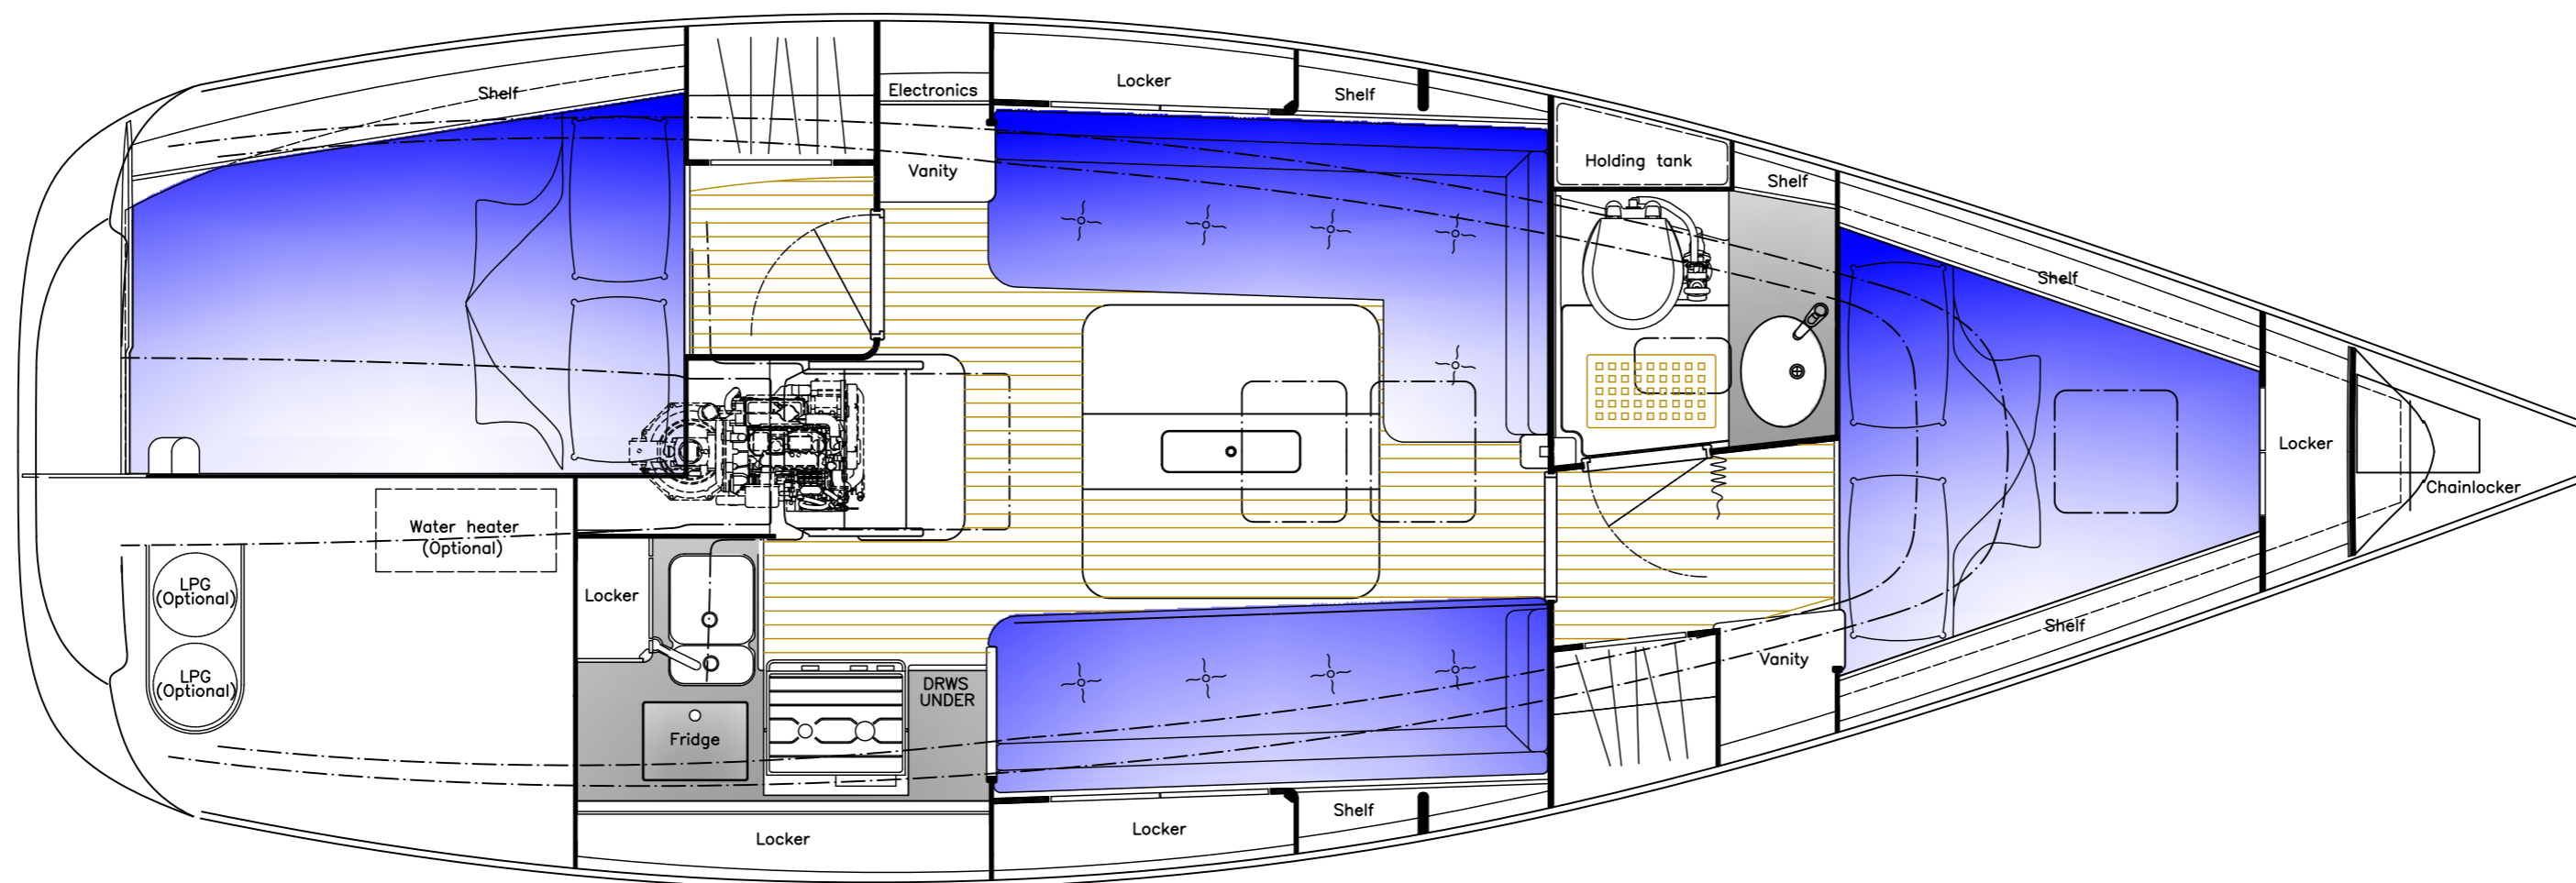 Shelf
Electronics
Locker
Shelf
Vanity
Holding tank
Shelf
Shelf
Locker
Chainlocker
Water heater
(Optional)
LPG
(Optional)
LPG
(Optional)
Locker
DRWS
UNDER
Fridge
Vanity
Shelf
Locker
Locker
Shelf